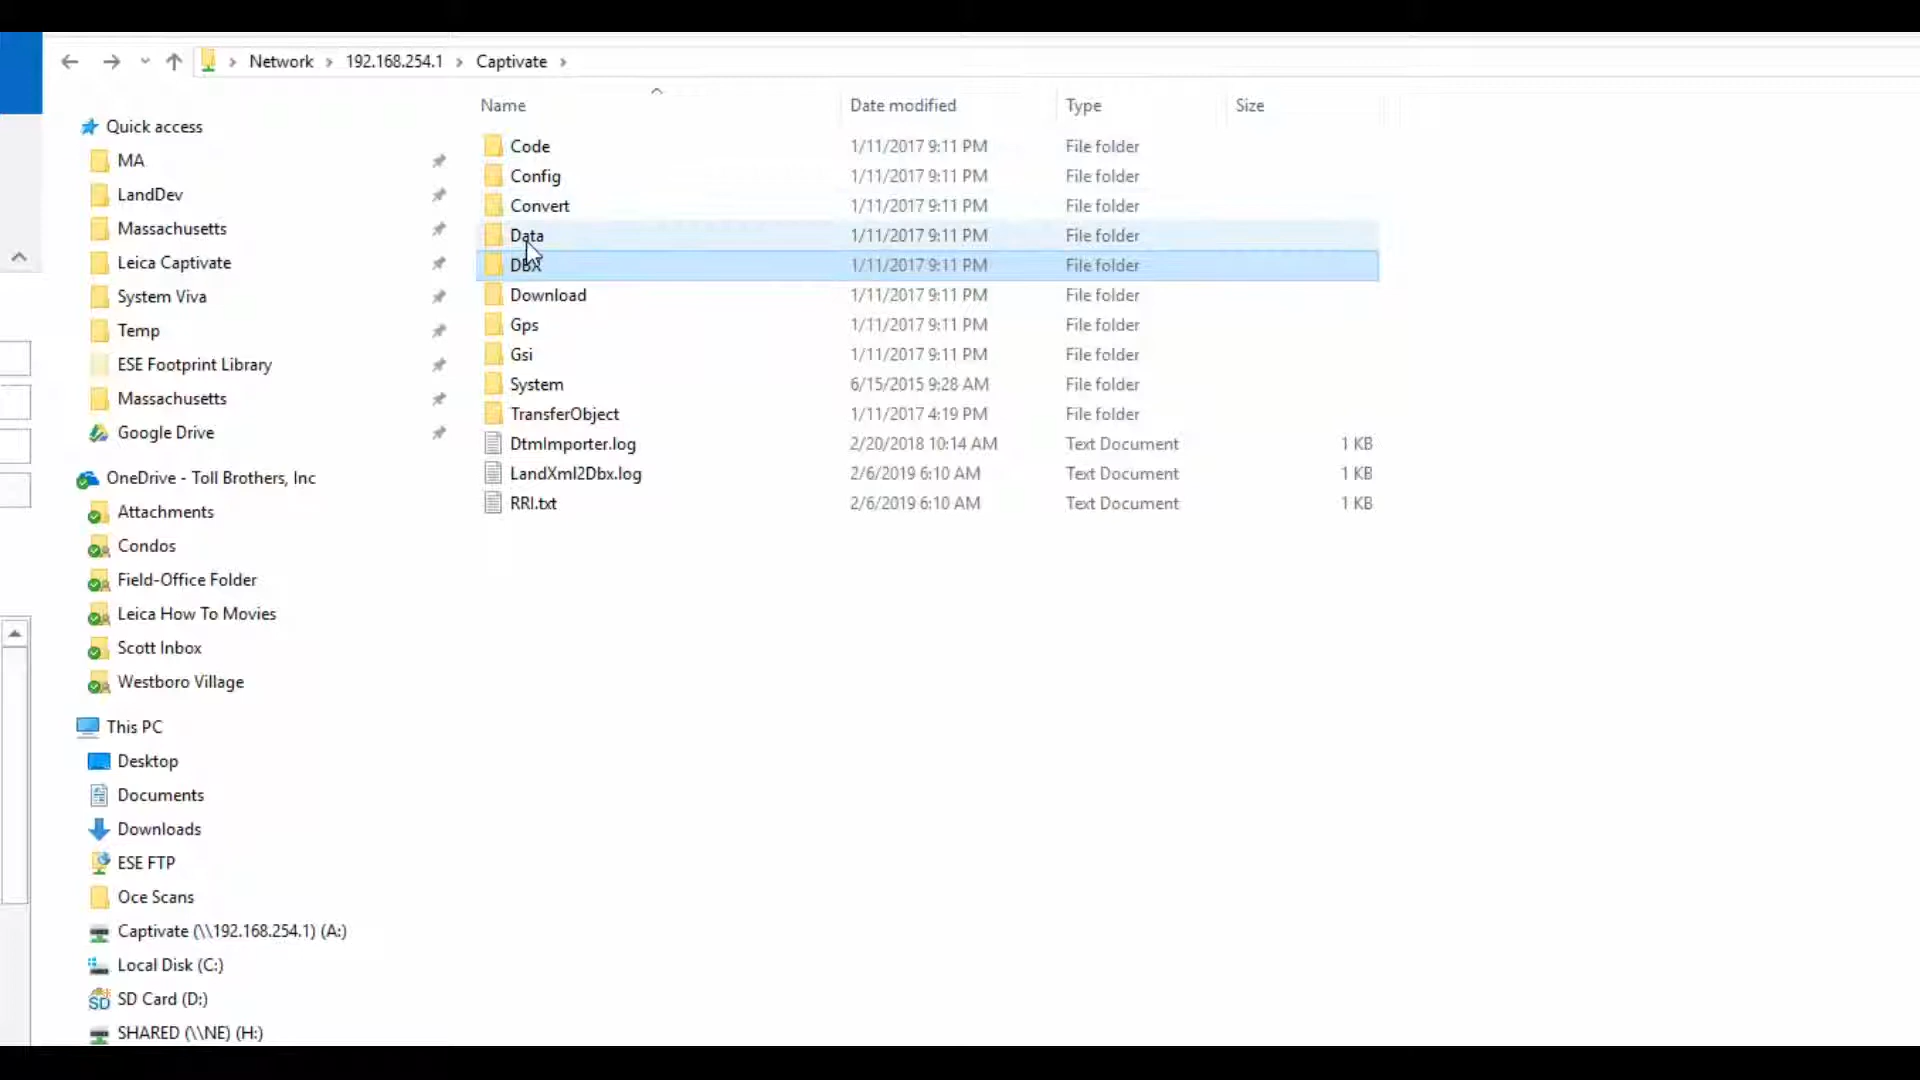 Network > 192.168.254.1 > Captivate >
Name Date modified Type Size
Quick access
MA
LandDev
Massachusetts
Leica Captivate
System Viva
Temp
ESE Footprint Library
Massachusetts
Google Drive
OneDrive - Toll Brothers, Inc
Attachments
Condos
Field-Office Folder
Leica How To Movies
Scott Inbox
Westboro Village
This PC
Desktop
Documents
Downloads
ESE FTP
Oce Scans
Captivate (\\192.168.254.1) (A:)
Local Disk (C:)
SD Card (D:)
SHARED (\\NE) (H:)
Code 1/11/2017 9:11 PM File folder
Config 1/11/2017 9:11 PM File folder
Convert 1/11/2017 9:11 PM File folder
Data 1/11/2017 9:11 PM File folder
DBX 1/11/2017 9:11 PM File folder
Download 1/11/2017 9:11 PM File folder
Gps 1/11/2017 9:11 PM File folder
Gsi 1/11/2017 9:11 PM File folder
System 6/15/2015 9:28 AM File folder
TransferObject 1/11/2017 4:19 PM File folder
DtmImporter.log 2/20/2018 10:14 AM Text Document 1 KB
LandXml2Dbx.log 2/6/2019 6:10 AM Text Document 1 KB
RRI.txt 2/6/2019 6:10 AM Text Document 1 KB